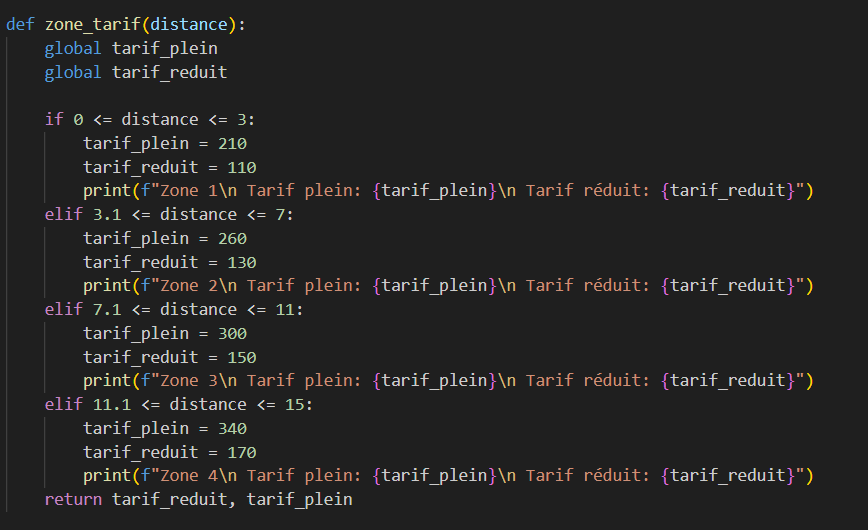 def zone_tarif(distance):
    global tarif_plein
    global tarif_reduit

    if 0 <= distance <= 3:
        tarif_plein = 210
        tarif_reduit = 110
        print(f"Zone 1\n Tarif plein: {tarif_plein}\n Tarif réduit: {tarif_reduit}")
    elif 3.1 <= distance <= 7:
        tarif_plein = 260
        tarif_reduit = 130
        print(f"Zone 2\n Tarif plein: {tarif_plein}\n Tarif réduit: {tarif_reduit}")
    elif 7.1 <= distance <= 11:
        tarif_plein = 300
        tarif_reduit = 150
        print(f"Zone 3\n Tarif plein: {tarif_plein}\n Tarif réduit: {tarif_reduit}")
    elif 11.1 <= distance <= 15:
        tarif_plein = 340
        tarif_reduit = 170
        print(f"Zone 4\n Tarif plein: {tarif_plein}\n Tarif réduit: {tarif_reduit}")
    return tarif_reduit, tarif_plein